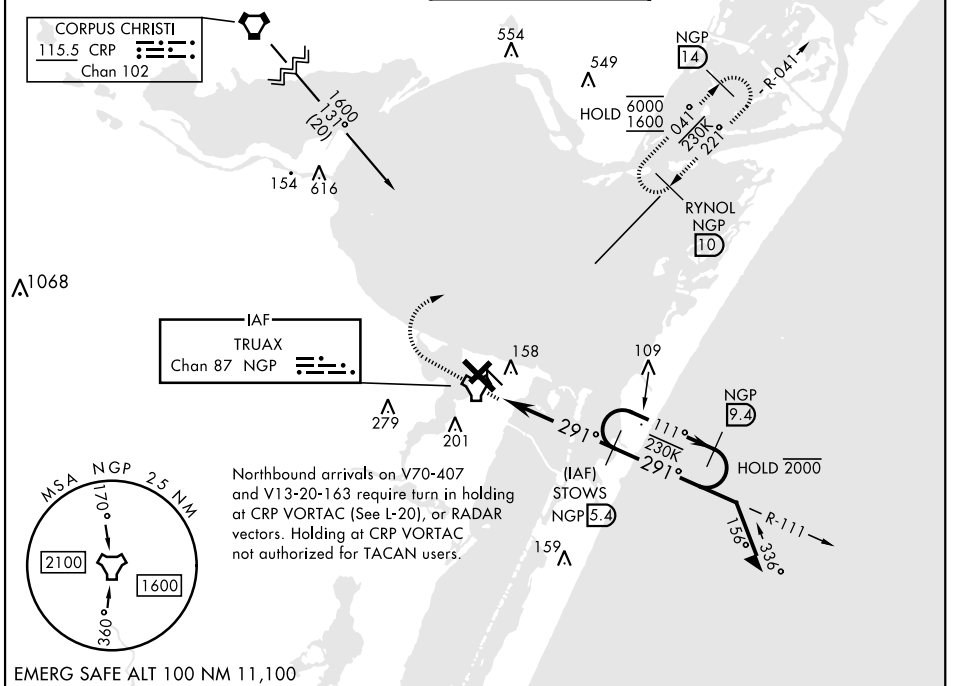 CORPUS CHRISTI
115.5 CRP
Chan 102
1600
131°
(20)
154
616
554
549
NGP
14
R-041
HOLD 6000
1600
041°
230K
221°
RYNOL
NGP
10
1068
IAF
TRUAX
Chan 87 NGP
158
109
279
201
291°
111°
230K
291°
NGP
9.4
HOLD 2000
(IAF)
STOWS
NGP 5.4
R-111
156°
336°
159
Northbound arrivals on V70-407
and V13-20-163 require turn in holding
at CRP VORTAC (See L-20), or RADAR
vectors. Holding at CRP VORTAC
not authorized for TACAN users.
MSA NGP 25 NM
170°
2100
1600
360°
EMERG SAFE ALT 100 NM 11,100